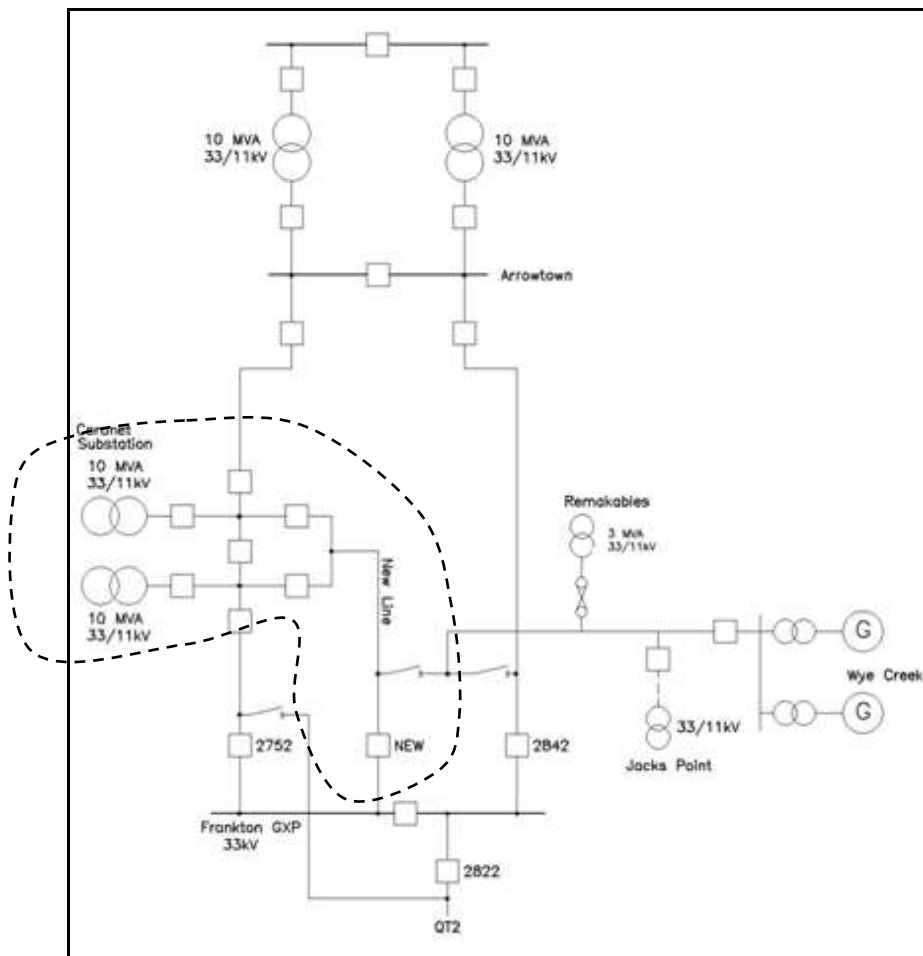 10 MVA
33/11kV
10 MVA
33/11kV
Arrowtown
Substation
10 MVA
33/11kV
10 MVA
33/11kV
New Line
Remakables
3 MVA
33/11kV
G
Wye Creek
G
33/11kV
Jacks Point
2752
NEW
2842
Frankton GXP
33kV
2822
QT2